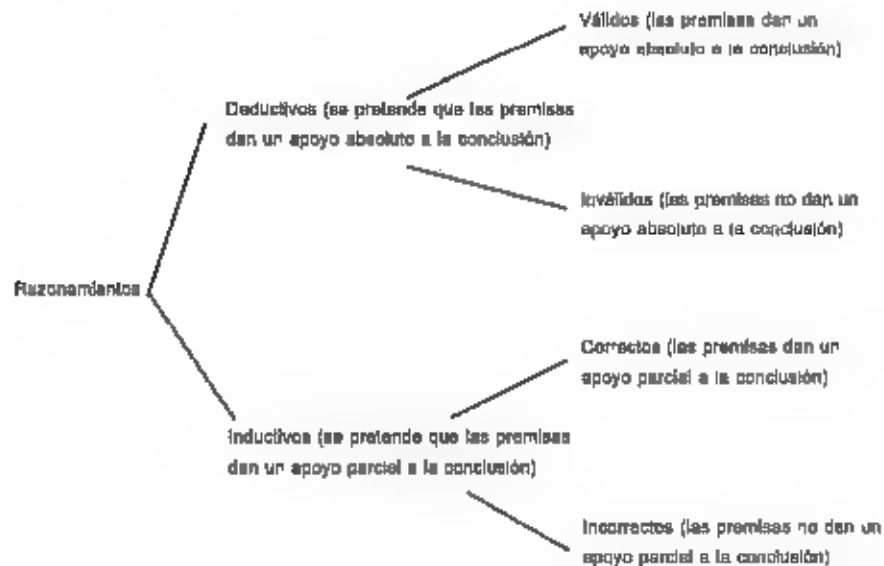 Válidos (las premisas dan un
apoyo absoluto a la conclusión)
Deductivos (se pretende que las premisas
dan un apoyo absoluto a la conclusión)
Inválidos (las premisas no dan un
apoyo absoluto a la conclusión)
Razonamientos
Correctos (las premisas dan un
apoyo parcial a la conclusión)
Inductivos (se pretende que las premisas
dan un apoyo parcial a la conclusión)
Incorrectos (las premisas no dan un
apoyo parcial a la conclusión)